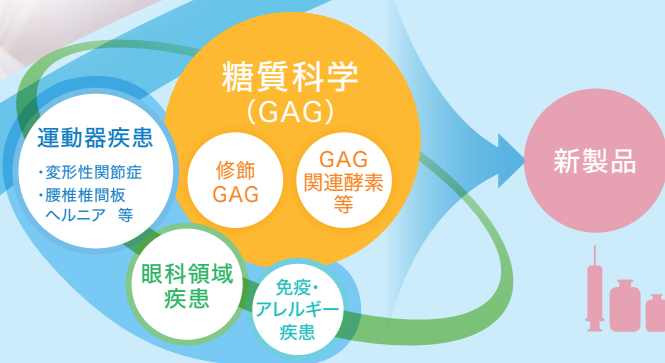 糖質科学
（GAG）
運動器疾患
・変形性関節症
・腰椎椎間板
ヘルニア 等
修飾
GAG
GAG
関連酵素
等
眼科領域
疾患
免疫・
アレルギー
疾患
新製品